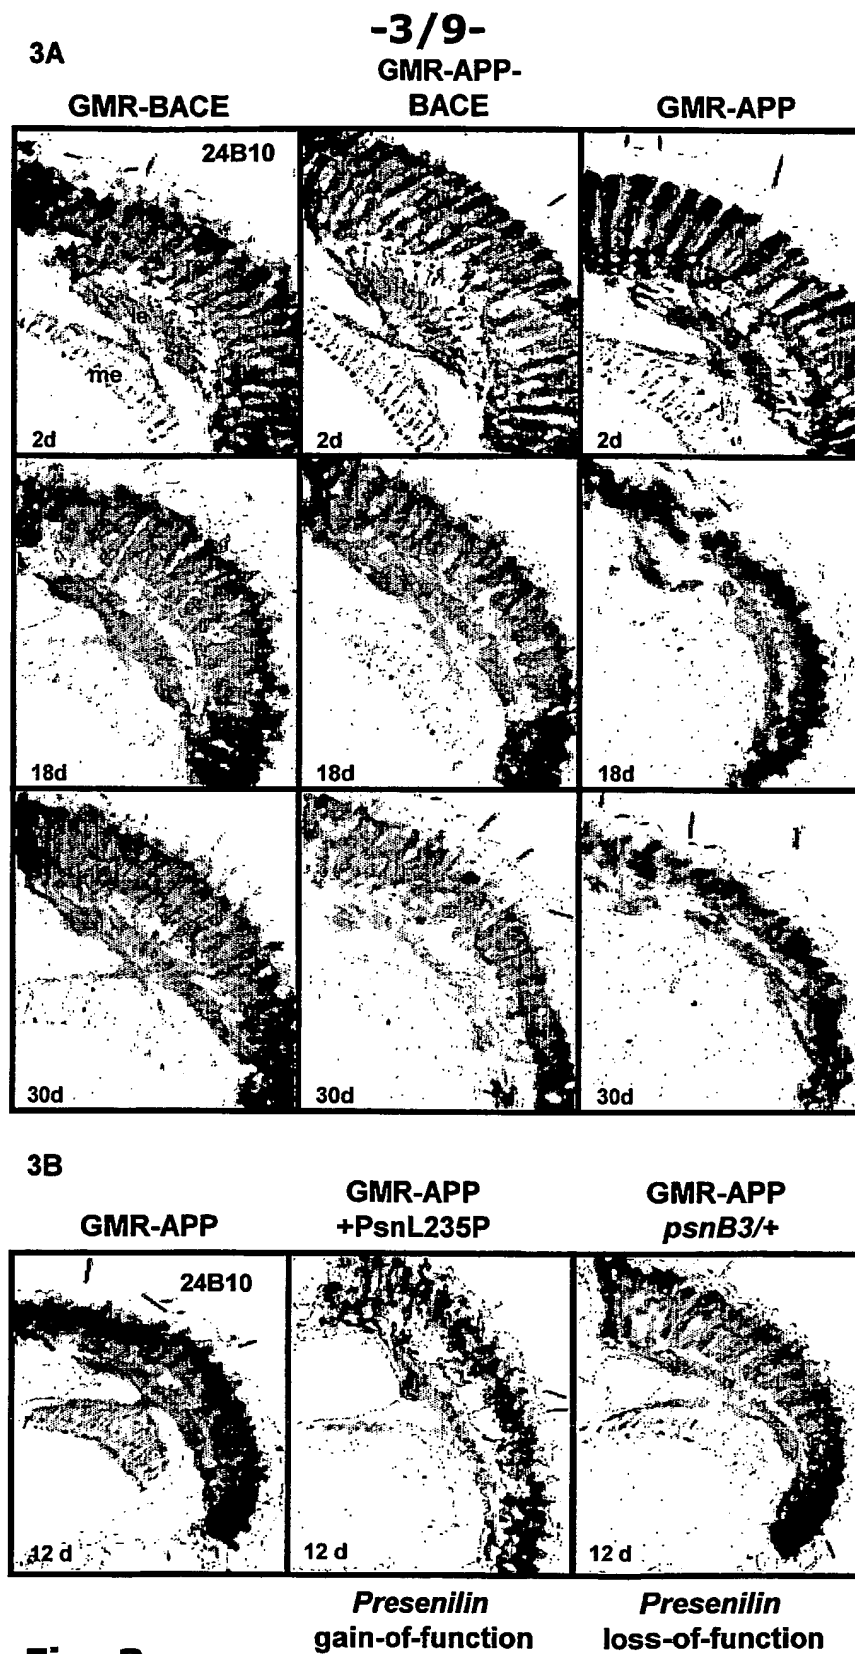 -3/9-
3A
GMR-BACE
GMR-APP-
BACE
GMR-APP
24B10
la
me
2d
2d
2d
18d
18d
18d
30d
30d
30d
3B
GMR-APP
GMR-APP
+PsnL235P
GMR-APP
psnB3/+
24B10
12 d
12 d
12 d
Presenilin
gain-of-function
Presenilin
loss-of-function